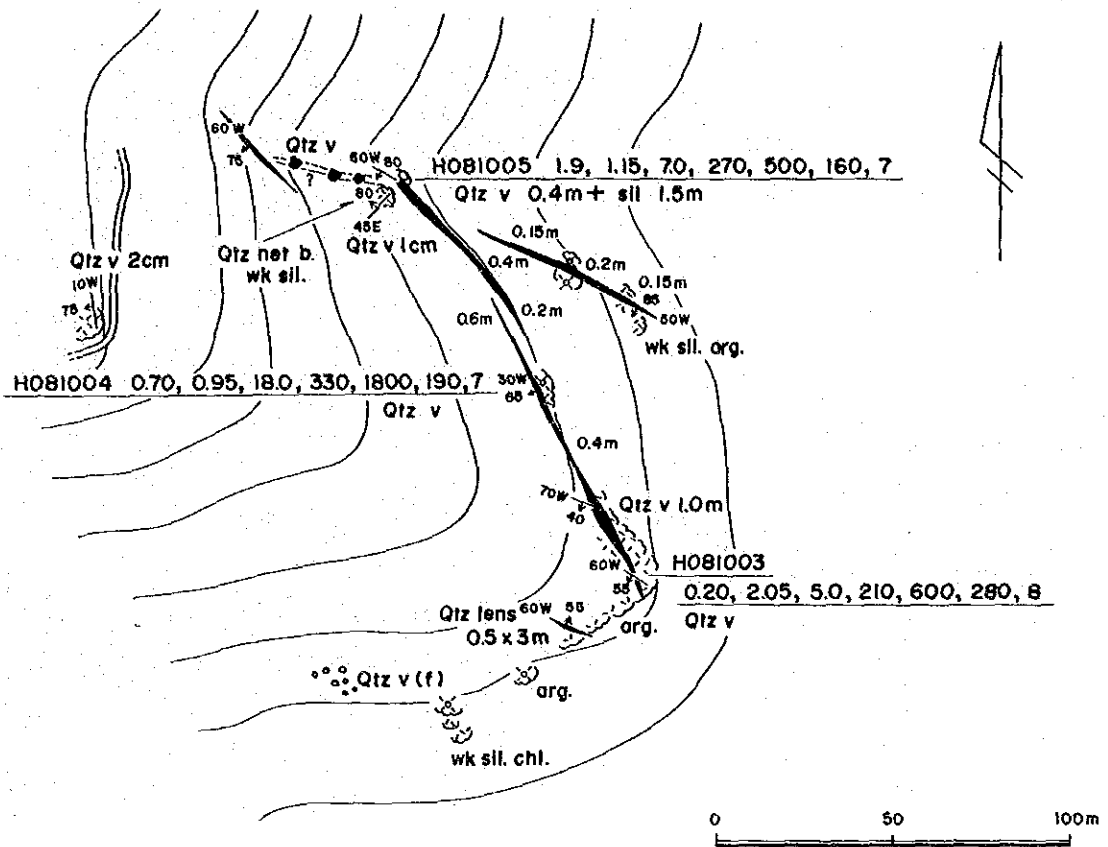 60W
75
Qtz v
?
60W 80
H081005 1.9, 1.15, 7.0, 270, 500, 160, 7
Qtz v 0.4m + sil 1.5m
80
45E
Qtz v 1cm
Qtz net b.
wk sil.
Qtz v 2cm
10W
75
0.15m
0.2m
0.15m
85
50W
wk sil. arg.
0.4m
0.2m
0.6m
H081004 0.70, 0.95, 18.0, 330, 1800, 190, 7
Qtz v
30W
65
0.4m
70W
40
Qtz v 1.0m
60W
55
H081003
0.20, 2.05, 5.0, 210, 600, 280, 8
Qtz v
arg.
Qtz lens
0.5 x 3m
60W 55
Qtz v (f)
arg.
wk sil. chl.
0 50 100m